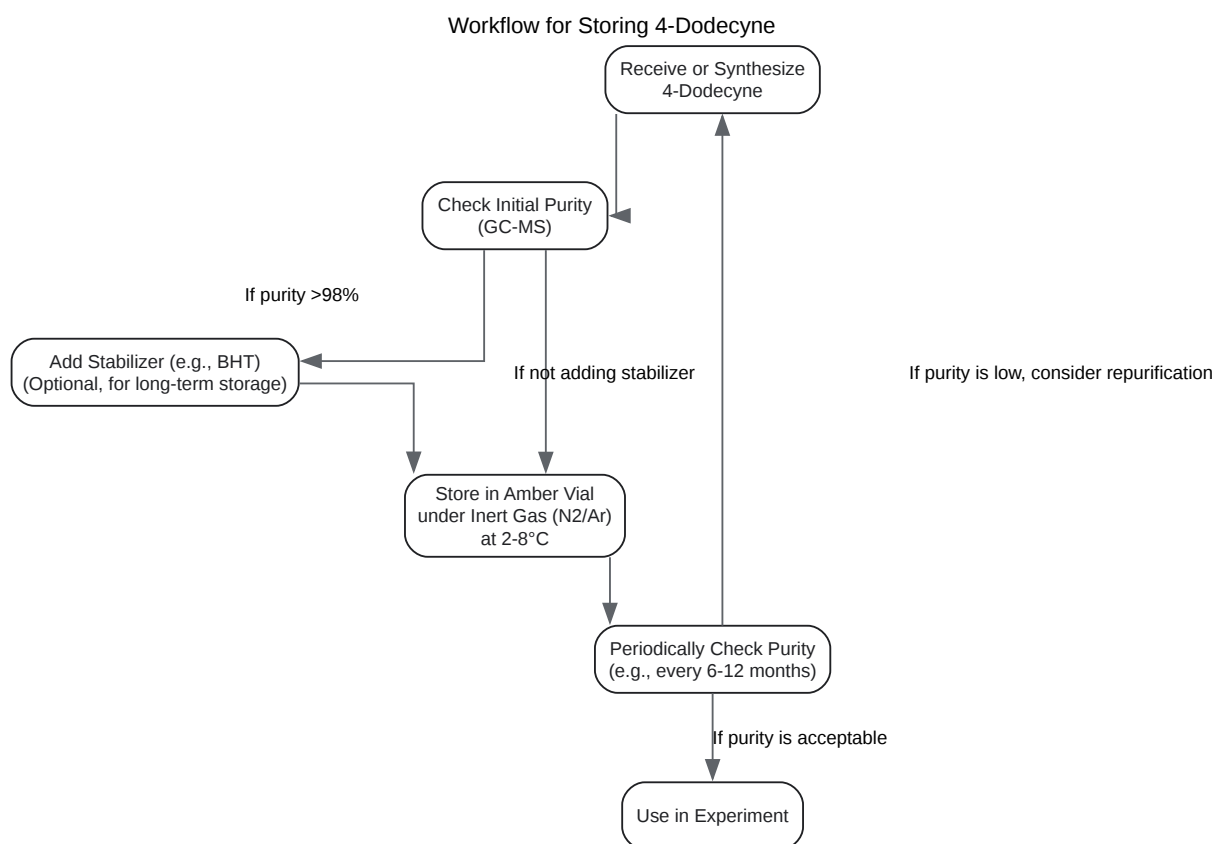 Workflow for Storing 4-Dodecyne
Receive or Synthesize
4-Dodecyne
Check Initial Purity
(GC-MS)
If purity >98%
Add Stabilizer (e.g., BHT)
(Optional, for long-term storage)
If not adding stabilizer
If purity is low, consider repurification
Store in Amber Vial
under Inert Gas (N2/Ar)
at 2-8°C
Periodically Check Purity
(e.g., every 6-12 months)
If purity is acceptable
Use in Experiment